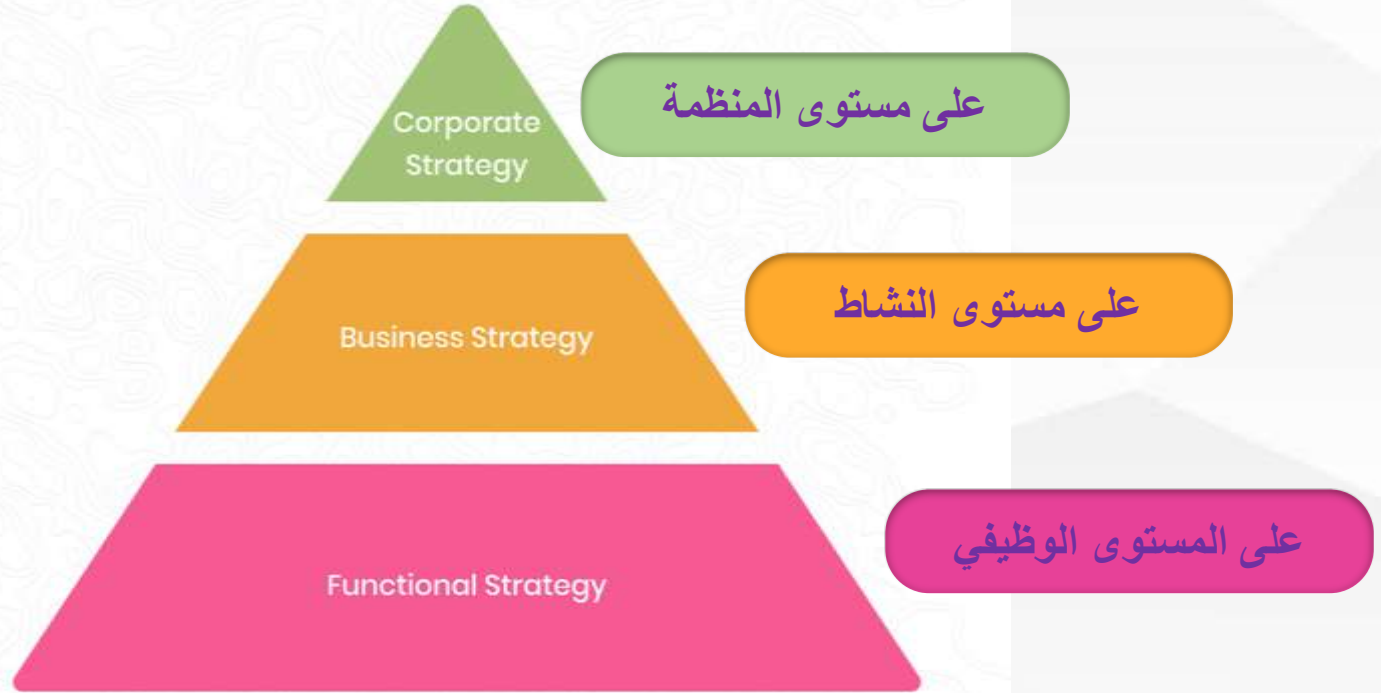 Corporate
Strategy
على مستوى المنظمة
Business Strategy
على مستوى النشاط
Functional Strategy
على المستوى الوظيفي